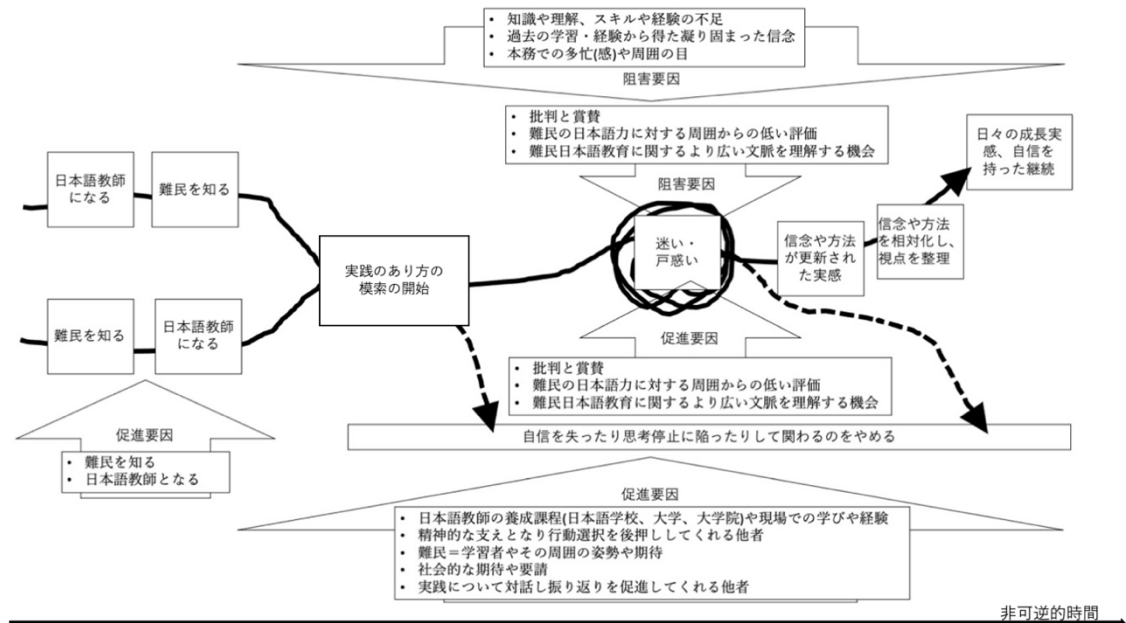 • 知識や理解、スキルや経験の不足
• 過去の学習・経験から得た凝り固まった信念
• 本務での多忙(感)や周囲の目
阻害要因
• 批判と賞賛
• 難民の日本語力に対する周囲からの低い評価
• 難民日本語教育に関するより広い文脈を理解する機会
阻害要因
日々の成長実
感、自信を
持った継続
日本語教師
になる
難民を知る
実践のあり方の
模索の開始
迷い・
戸惑い
信念や方法
が更新され
た実感
信念や方法
を相対化し、
視点を整理
難民を知る
日本語教師
になる
促進要因
• 批判と賞賛
• 難民の日本語力に対する周囲からの低い評価
• 難民日本語教育に関するより広い文脈を理解する機会
自信を失ったり思考停止に陥ったりして関わるのをやめる
促進要因
• 難民を知る
• 日本語教師となる
促進要因
• 日本語教師の養成課程(日本語学校、大学、大学院)や現場での学びや経験
• 精神的な支えとなり行動選択を後押ししてくれる他者
• 難民＝学習者やその周囲の姿勢や期待
• 社会的な期待や要請
• 実践について対話し振り返りを促進してくれる他者
非可逆的時間